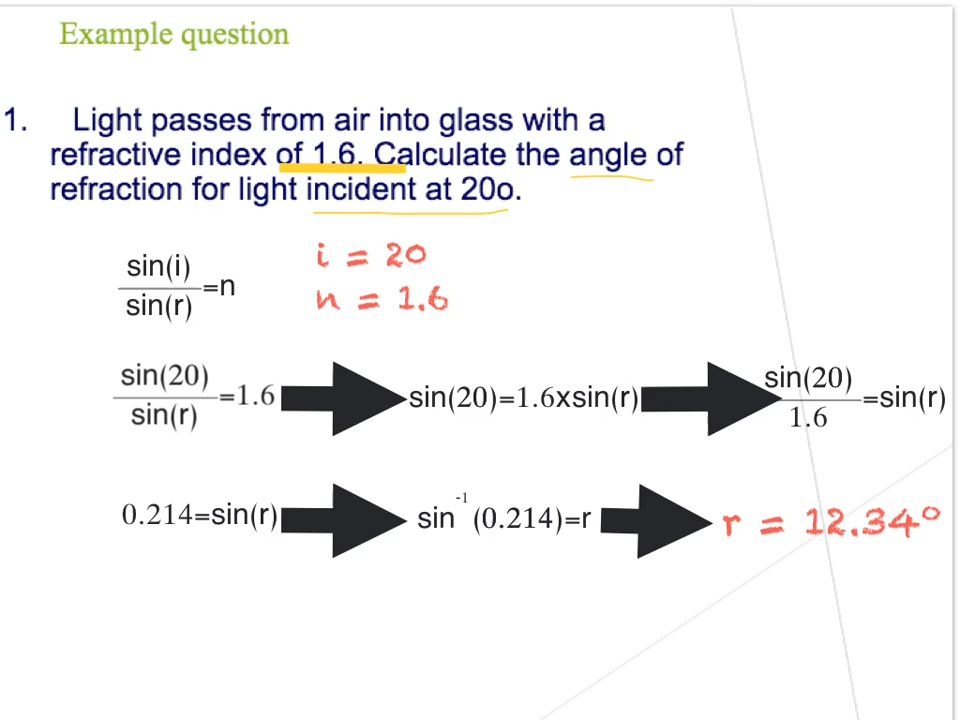 Example question
1. Light passes from air into glass with a
refractive index of 1.6. Calculate the angle of
refraction for light incident at 20o.
sin(i)
sin(r)
=n
i = 20
n = 1.6
sin(20)
sin(r)
=1.6
sin(20)=1.6xsin(r)
sin(20)
1.6
=sin(r)
0.214=sin(r)
sin⁻¹(0.214)=r
r = 12.34°